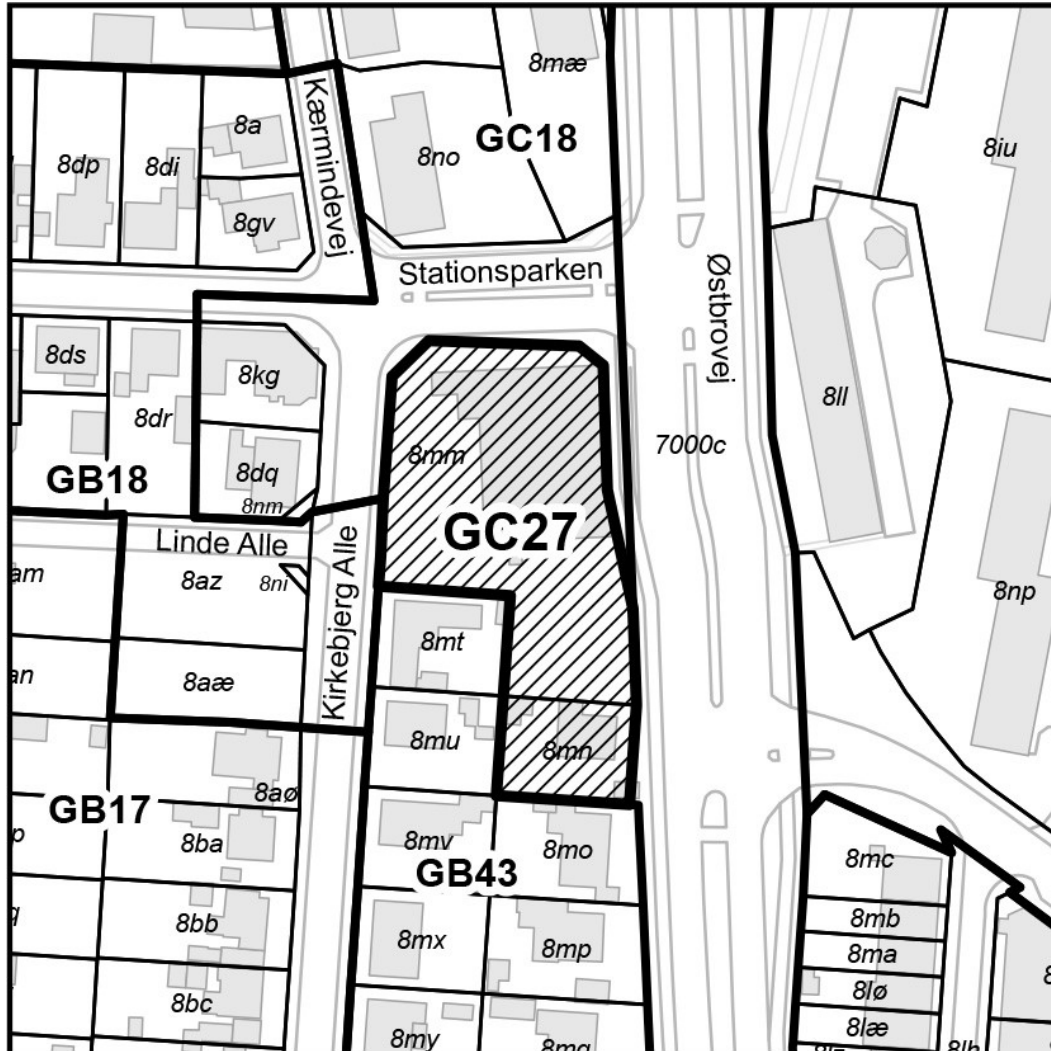 8mæ
8a
GC18
8iu
8dp
8di
8no
Kærmindevej
8gv
Stationsparken
Østbrovej
8ds
8kg
8ll
8dr
8mm
7000c
GB18
8dq
8nm
GC27
Linde Alle
am
8az
8ni
8np
Kirkebjerg Alle
8mt
an
8aæ
8mu
8mn
8aø
GB17
8ba
8mv
8mo
8mc
GB43
8bb
8mx
8mp
8mb
8ma
8bc
8lø
8my
8læ